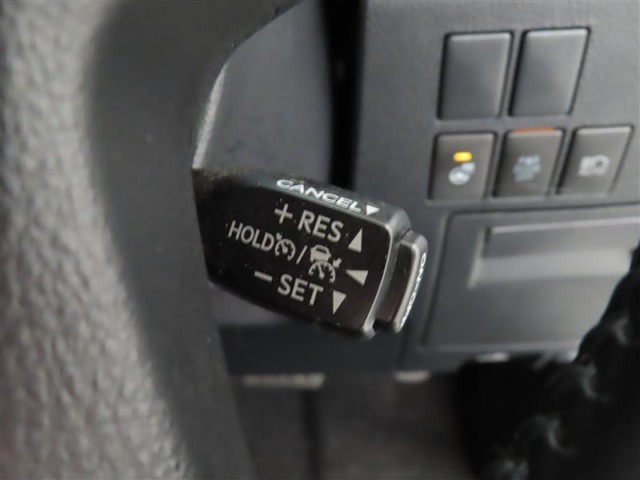 CANCEL▼
+ RES ▲
HOLD / ◀
− SET ▼